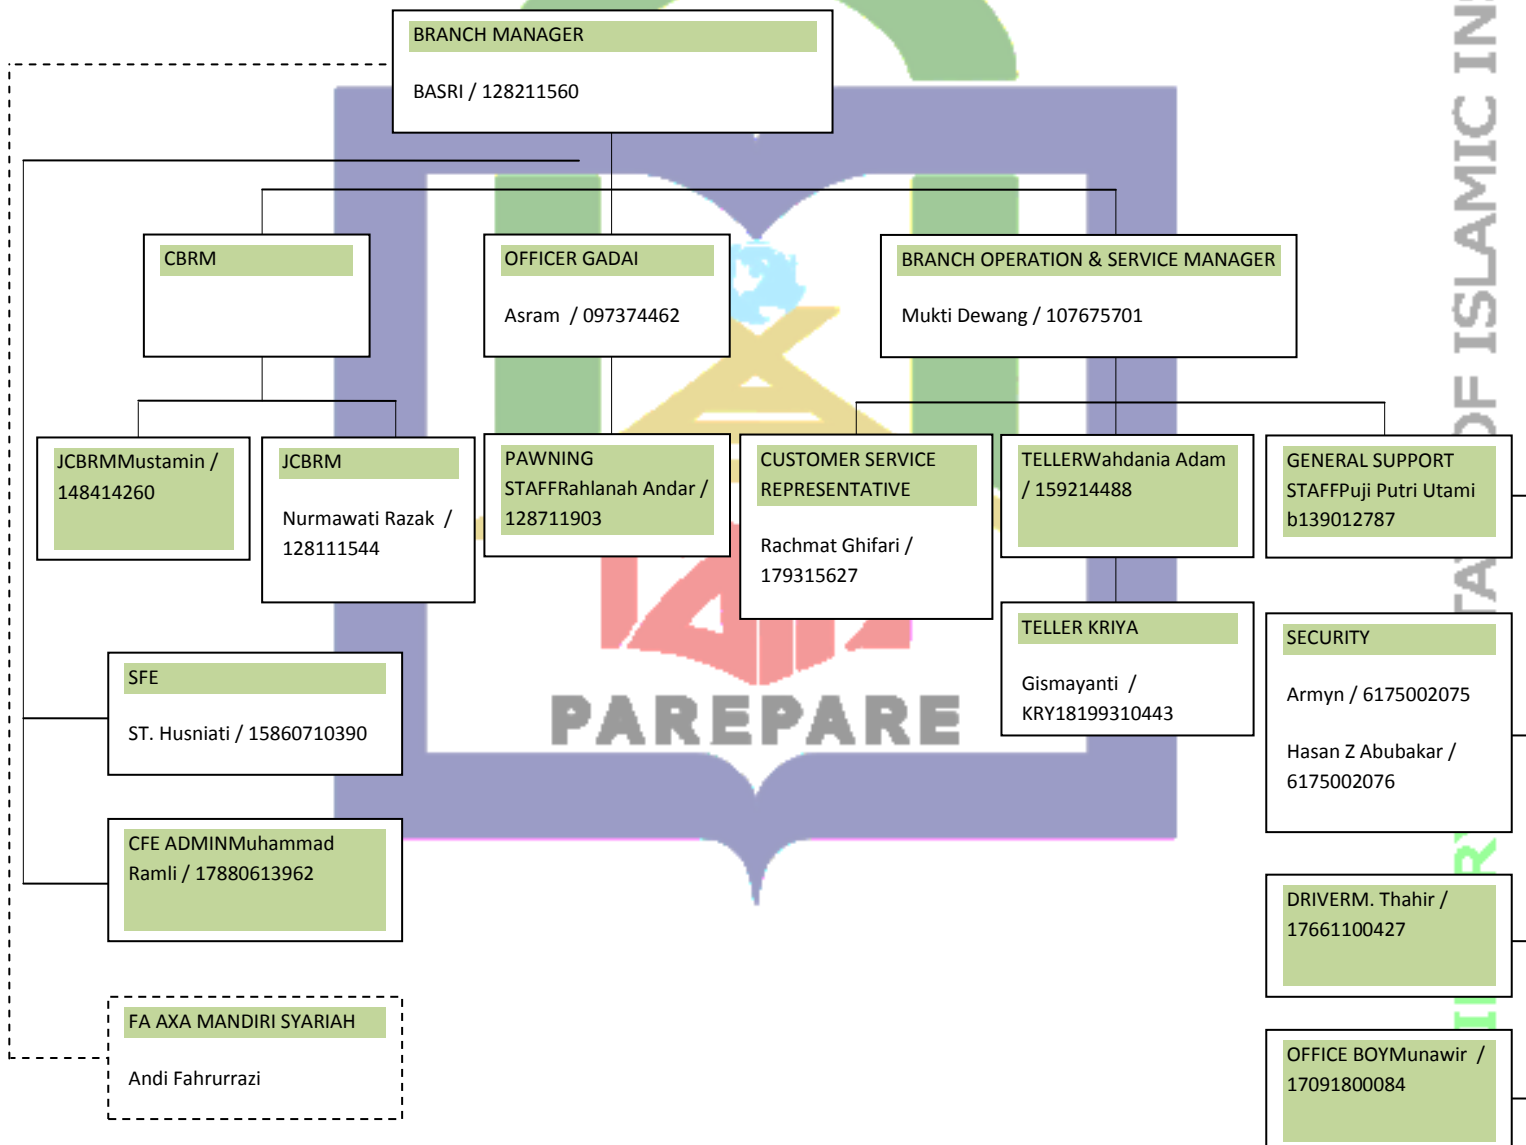 BRANCH MANAGER
BASRI / 128211560
CBRM
OFFICER GADAI
Asram / 097374462
BRANCH OPERATION & SERVICE MANAGER
Mukti Dewang / 107675701
JCBRMMustamin /
148414260
JCBRM
Nurmawati Razak /
128111544
PAWNING
STAFFRahlanah Andar /
128711903
CUSTOMER SERVICE
REPRESENTATIVE
Rachmat Ghifari /
179315627
TELLERWahdania Adam
/ 159214488
GENERAL SUPPORT
STAFFPuji Putri Utami
b139012787
TELLER KRIYA
Gismayanti /
KRY18199310443
SECURITY
Armyn / 6175002075
Hasan Z Abubakar /
6175002076
SFE
ST. Husniati / 15860710390
CFE ADMINMuhammad
Ramli / 17880613962
DRIVERM. Thahir /
17661100427
FA AXA MANDIRI SYARIAH
Andi Fahrurrazi
OFFICE BOYMunawir /
17091800084
PAREPARE
OF ISLAMIC INS